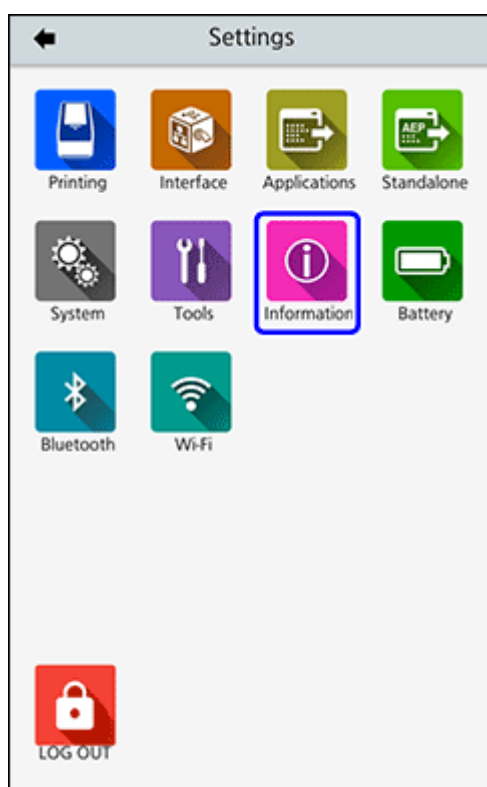 Settings
Printing Interface Applications Standalone
AEP
System Tools Information Battery
Bluetooth Wi-Fi
LOG OUT